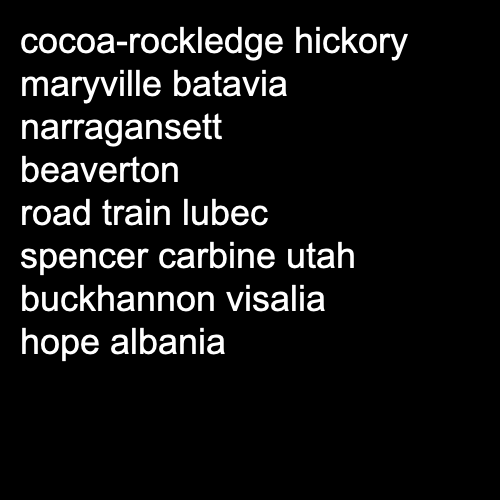 cocoa-rockledge hickory
maryville batavia
narragansett
beaverton
road train lubec
spencer carbine utah
buckhannon visalia
hope albania